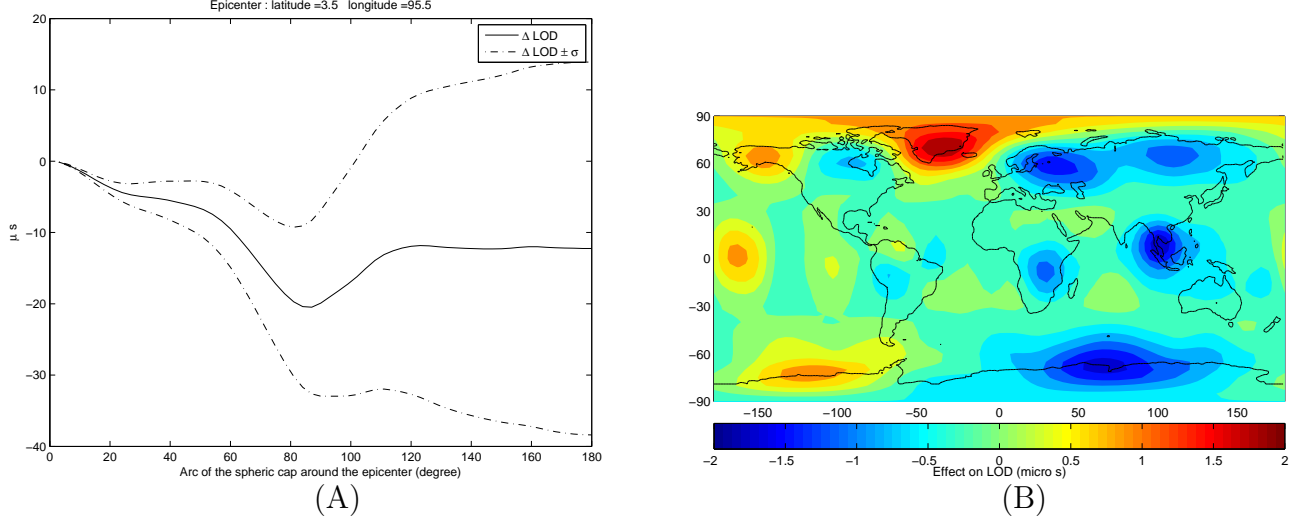 Epicenter : latitude =3.5 longitude =95.5
20
10
0
−10
−20
−30
−40
μ s
Δ LOD
Δ LOD ± σ
0 20 40 60 80 100 120 140 160 180
Arc of the spheric cap around the epicenter (degree)
(A)
90
60
30
0
−30
−60
−90
−150 −100 −50 0 50 100 150
−2 −1.5 −1 −0.5 0 0.5 1 1.5 2
Effect on LOD (micro s)
(B)